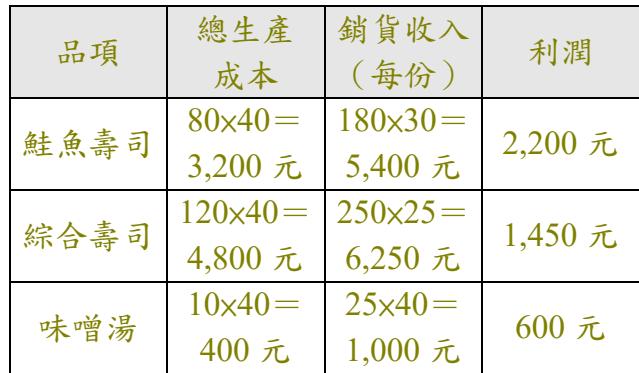 品項
總生產
成本
銷貨收入
（每份）
利潤
鮭魚壽司
80×40＝
3,200 元
180×30＝
5,400 元
2,200 元
綜合壽司
120×40＝
4,800 元
250×25＝
6,250 元
1,450 元
味噌湯
10×40＝
400 元
25×40＝
1,000 元
600 元